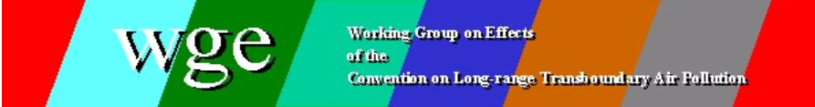 wge
Working Group on Effects
of the
Convention on Long-range Transboundary Air Pollution